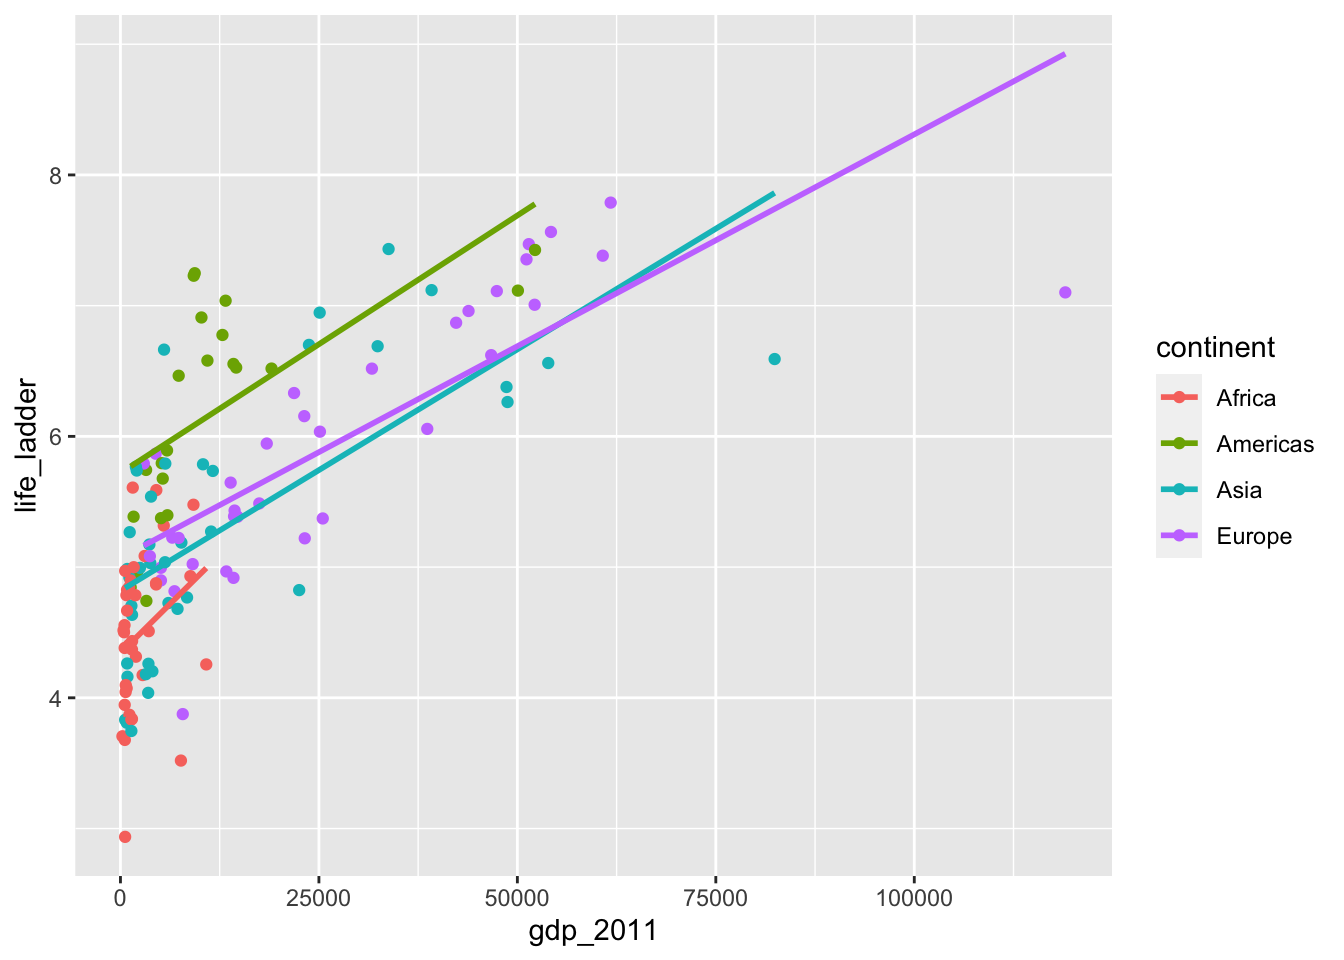 8
6
4
life_ladder
0 25000 50000 75000 100000
gdp_2011
continent
Africa
Americas
Asia
Europe